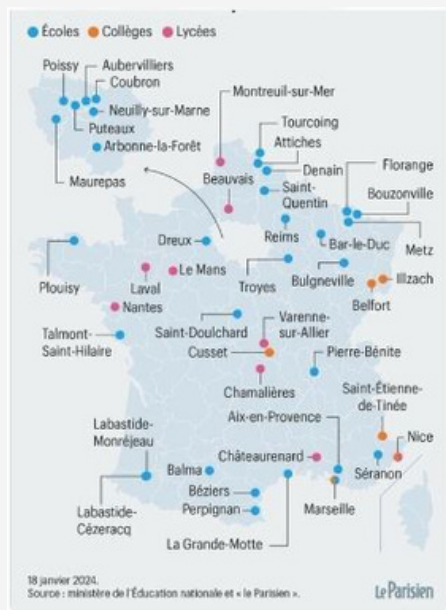 Écoles Collèges Lycées
Poissy
Aubervilliers
Coubron
Neuilly-sur-Marne
Puteaux
Arbonne-la-Forêt
Maurepas
Montreuil-sur-Mer
Tourcoing
Attiches
Denain
Beauvais
Saint-
Quentin
Florange
Bouzonville
Metz
Reims
Bar-le-Duc
Dreux
Plouisy
Laval
Le Mans
Troyes
Bulgneville
Illzach
Belfort
Nantes
Talmont-
Saint-Hilaire
Saint-Doulchard
Varenne-
sur-Allier
Cusset
Pierre-Bénite
Chamalières
Saint-Étienne-
de-Tinée
Labastide-
Monréjeau
Aix-en-Provence
Nice
Balma
Châteaurenard
Séranon
Béziers
Marseille
Labastide-
Cézeracq
Perpignan
La Grande-Motte
18 janvier 2024.
Source : ministère de l'Éducation nationale et « le Parisien ».
Le Parisien